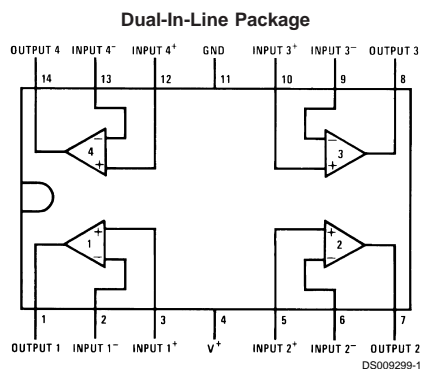 Dual-In-Line Package
OUTPUT 4 INPUT 4⁻ INPUT 4⁺ GND INPUT 3⁺ INPUT 3⁻ OUTPUT 3
14 13 12 11 10 9 8
4 − + − + 3
1 + − + − 2
1 2 3 4 5 6 7
OUTPUT 1 INPUT 1⁻ INPUT 1⁺ V⁺ INPUT 2⁺ INPUT 2⁻ OUTPUT 2
DS009299-1